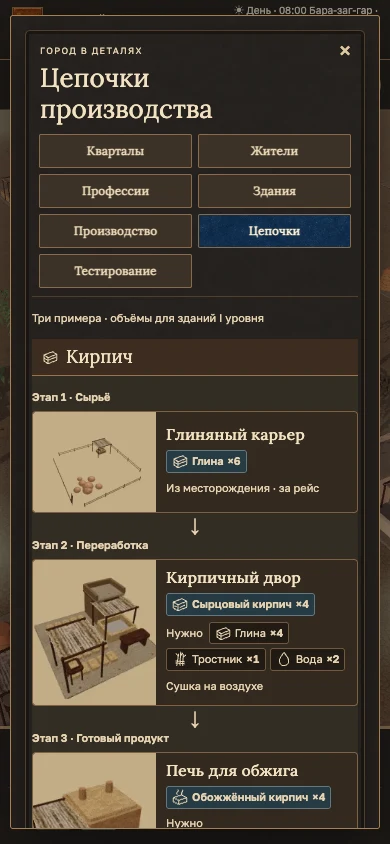 День · 08:00 Бара-заг-гар ·
ГОРОД В ДЕТАЛЯХ
Цепочки
производства
Кварталы
Жители
Профессии
Здания
Производство
Цепочки
Тестирование
Три примера · объёмы для зданий I уровня
Кирпич
Этап 1 · Сырьё
Глиняный карьер
Глина ×6
Из месторождения · за рейс
↓
Этап 2 · Переработка
Кирпичный двор
Сырцовый кирпич ×4
Нужно Глина ×4
Тростник ×1 Вода ×2
Сушка на воздухе
↓
Этап 3 · Готовый продукт
Печь для обжига
Обожжённый кирпич ×4
Нужно